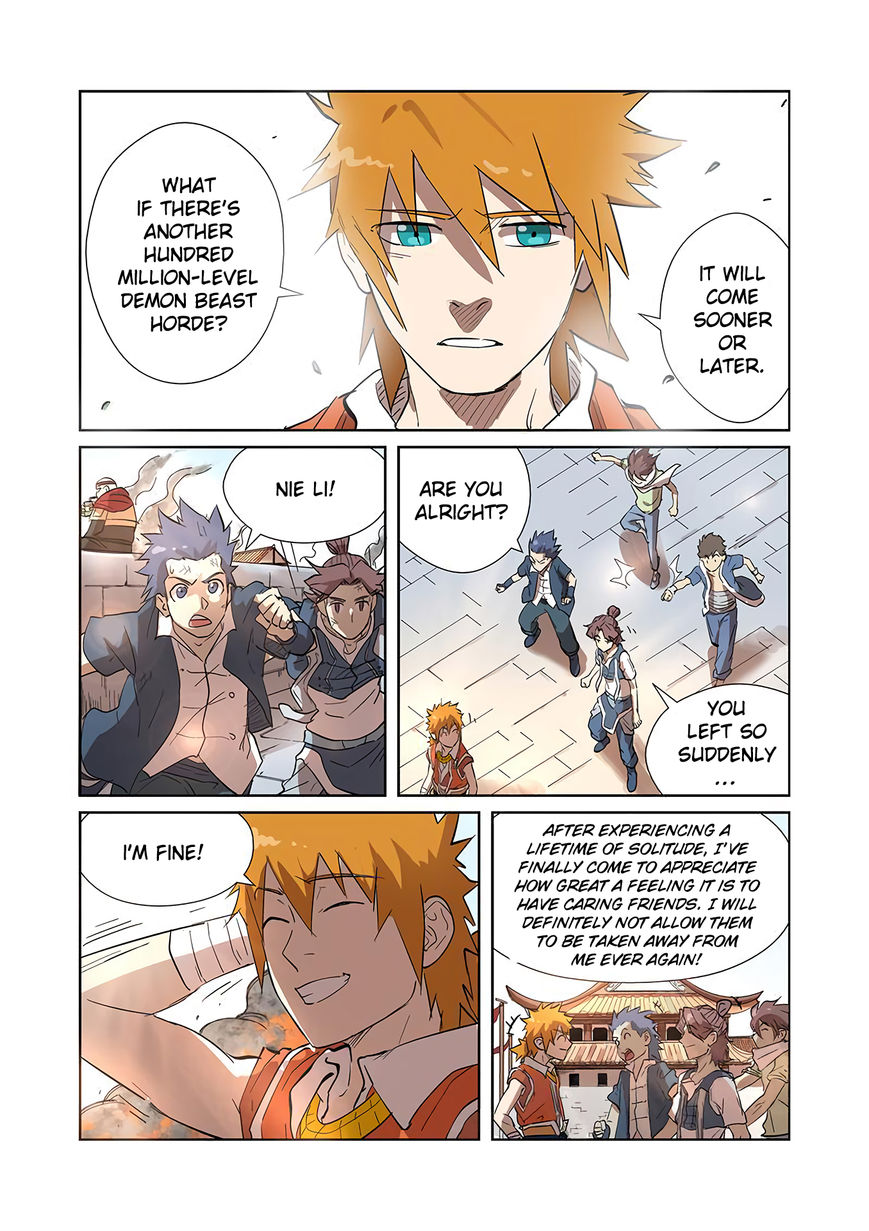 WHAT
IF THERE'S
ANOTHER
HUNDRED
MILLION-LEVEL
DEMON BEAST
HORDE?
IT WILL
COME
SOONER
OR
LATER.
NIE LI!
ARE YOU
ALRIGHT?
YOU
LEFT SO
SUDDENLY
...
I'M FINE!
AFTER EXPERIENCING A
LIFETIME OF SOLITUDE, I'VE
FINALLY COME TO APPRECIATE
HOW GREAT A FEELING IT IS TO
HAVE CARING FRIENDS. I WILL
DEFINITELY NOT ALLOW THEM
TO BE TAKEN AWAY FROM
ME EVER AGAIN!